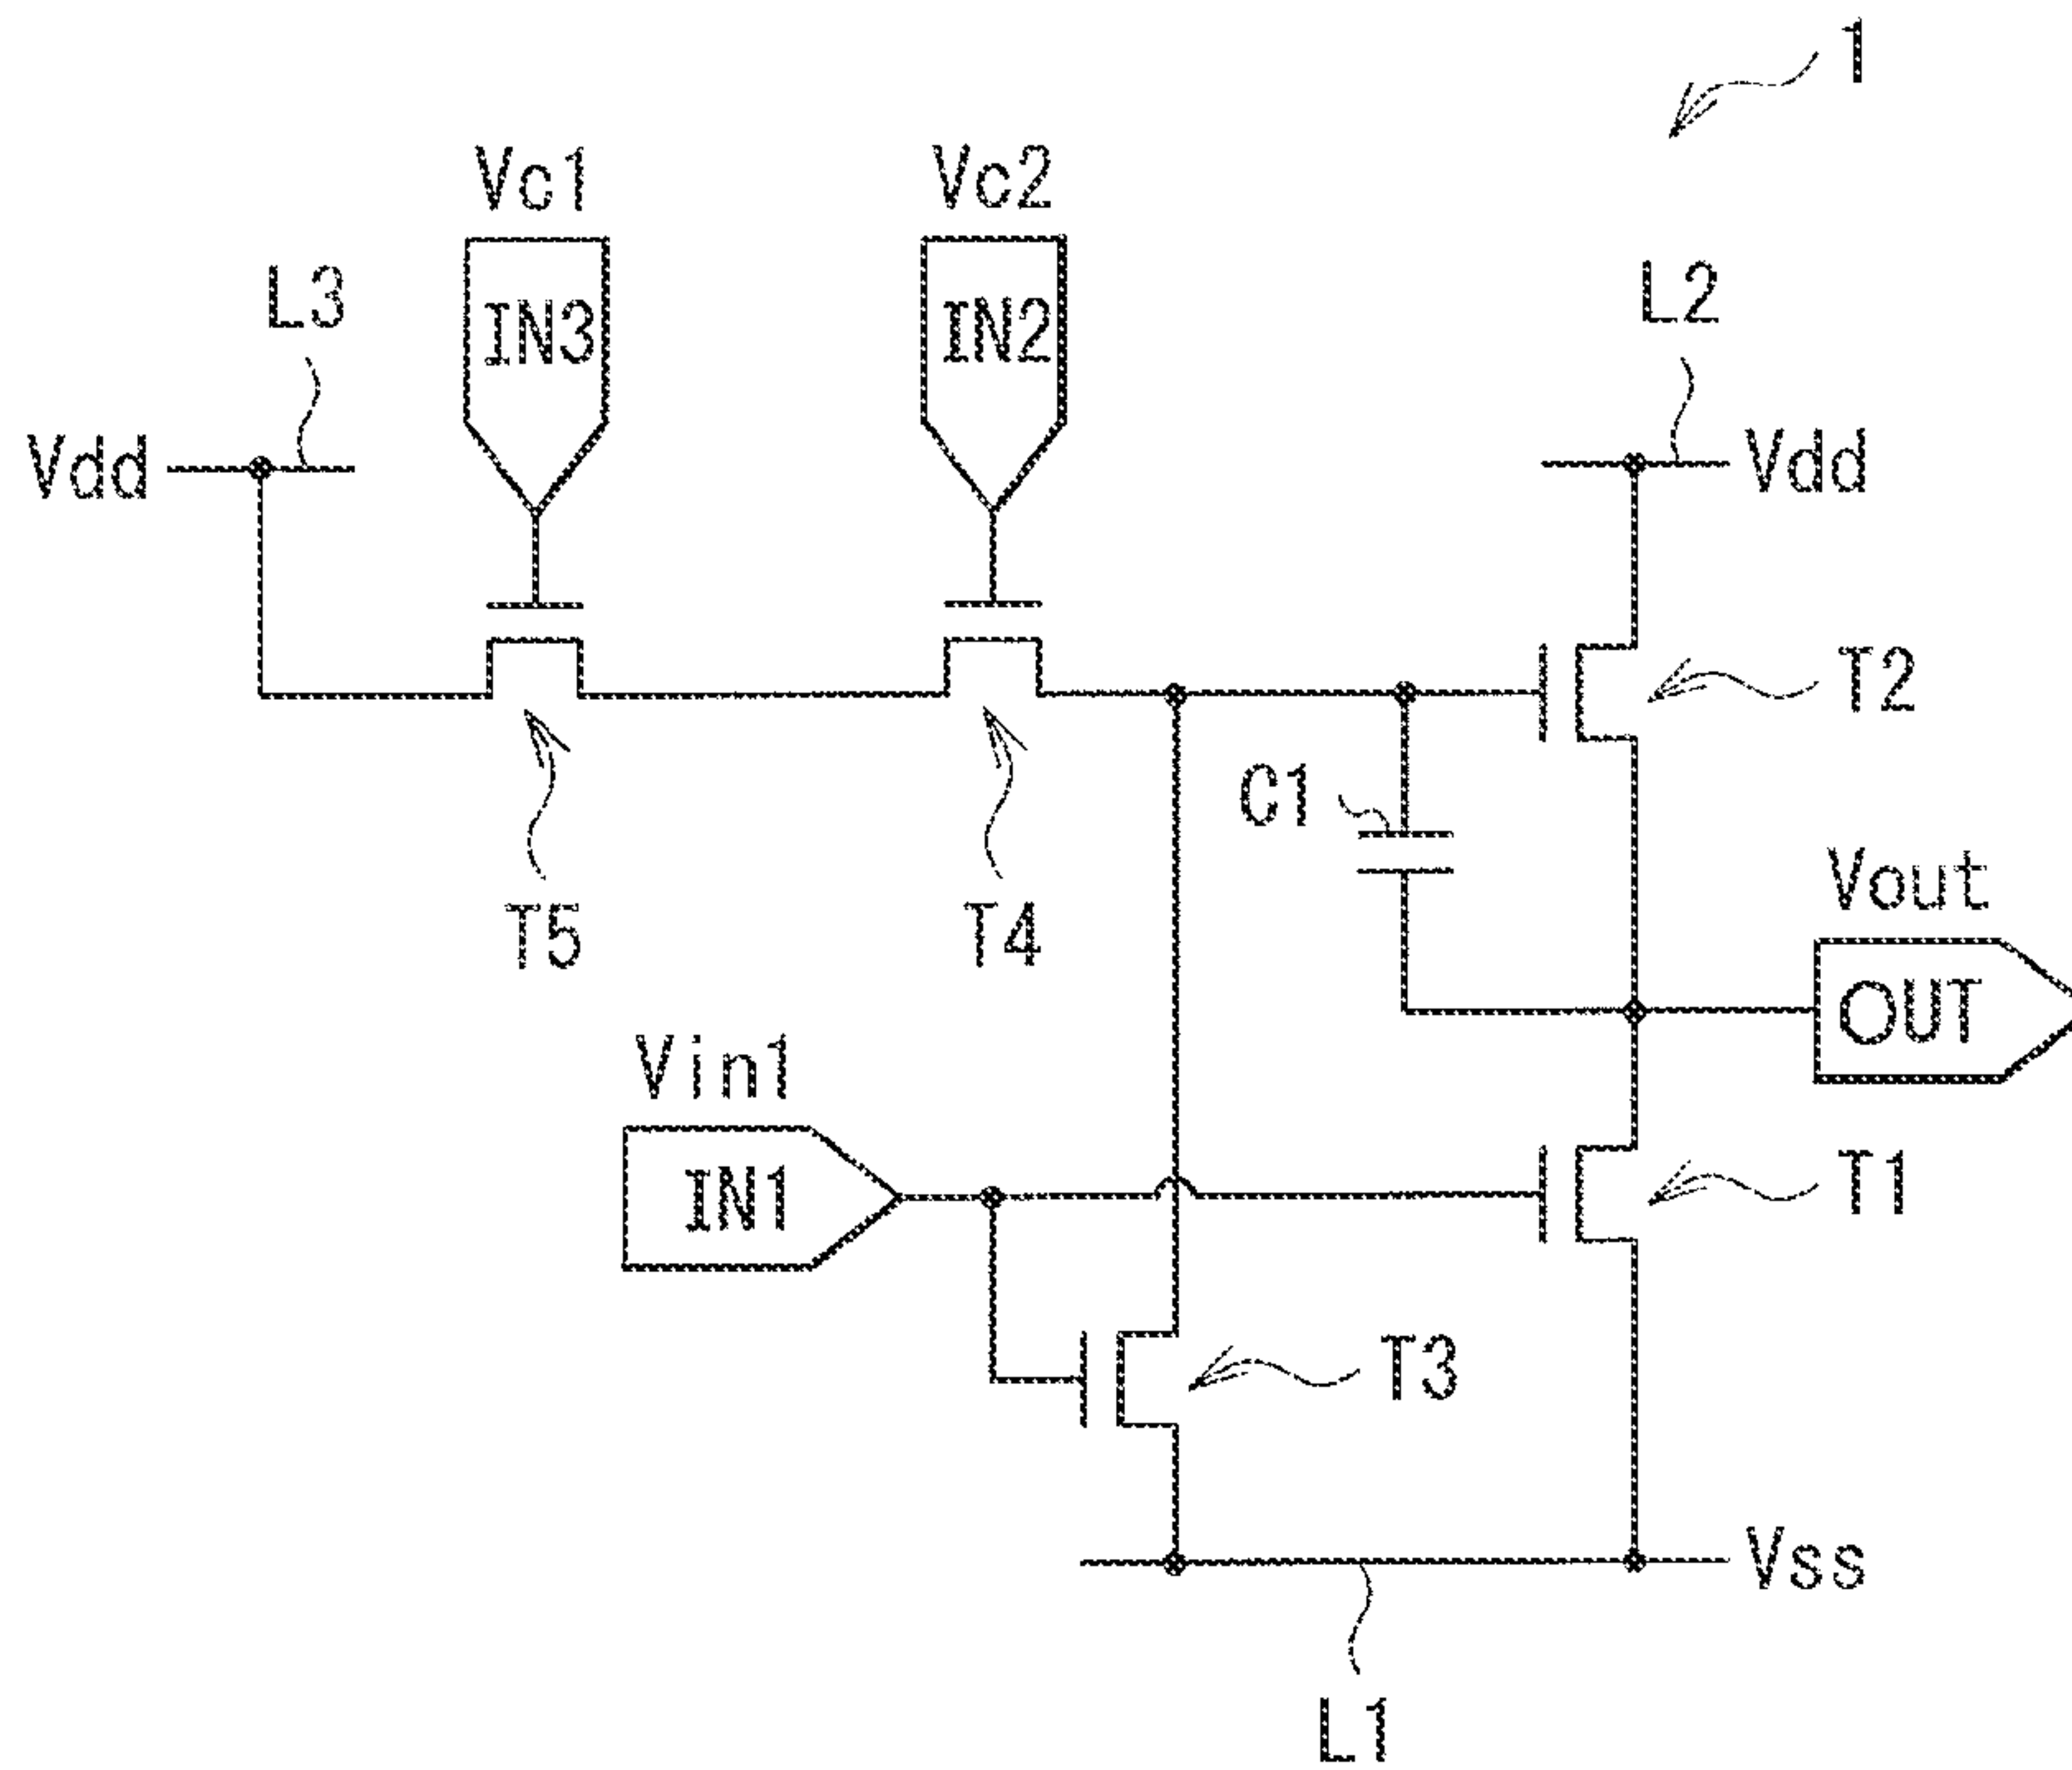 1
Vc1
Vc2
L3
IN3
IN2
L2
Vdd
Vdd
T2
C1
Vout
T5
T4
OUT
Vin1
IN1
T1
T3
Vss
L1